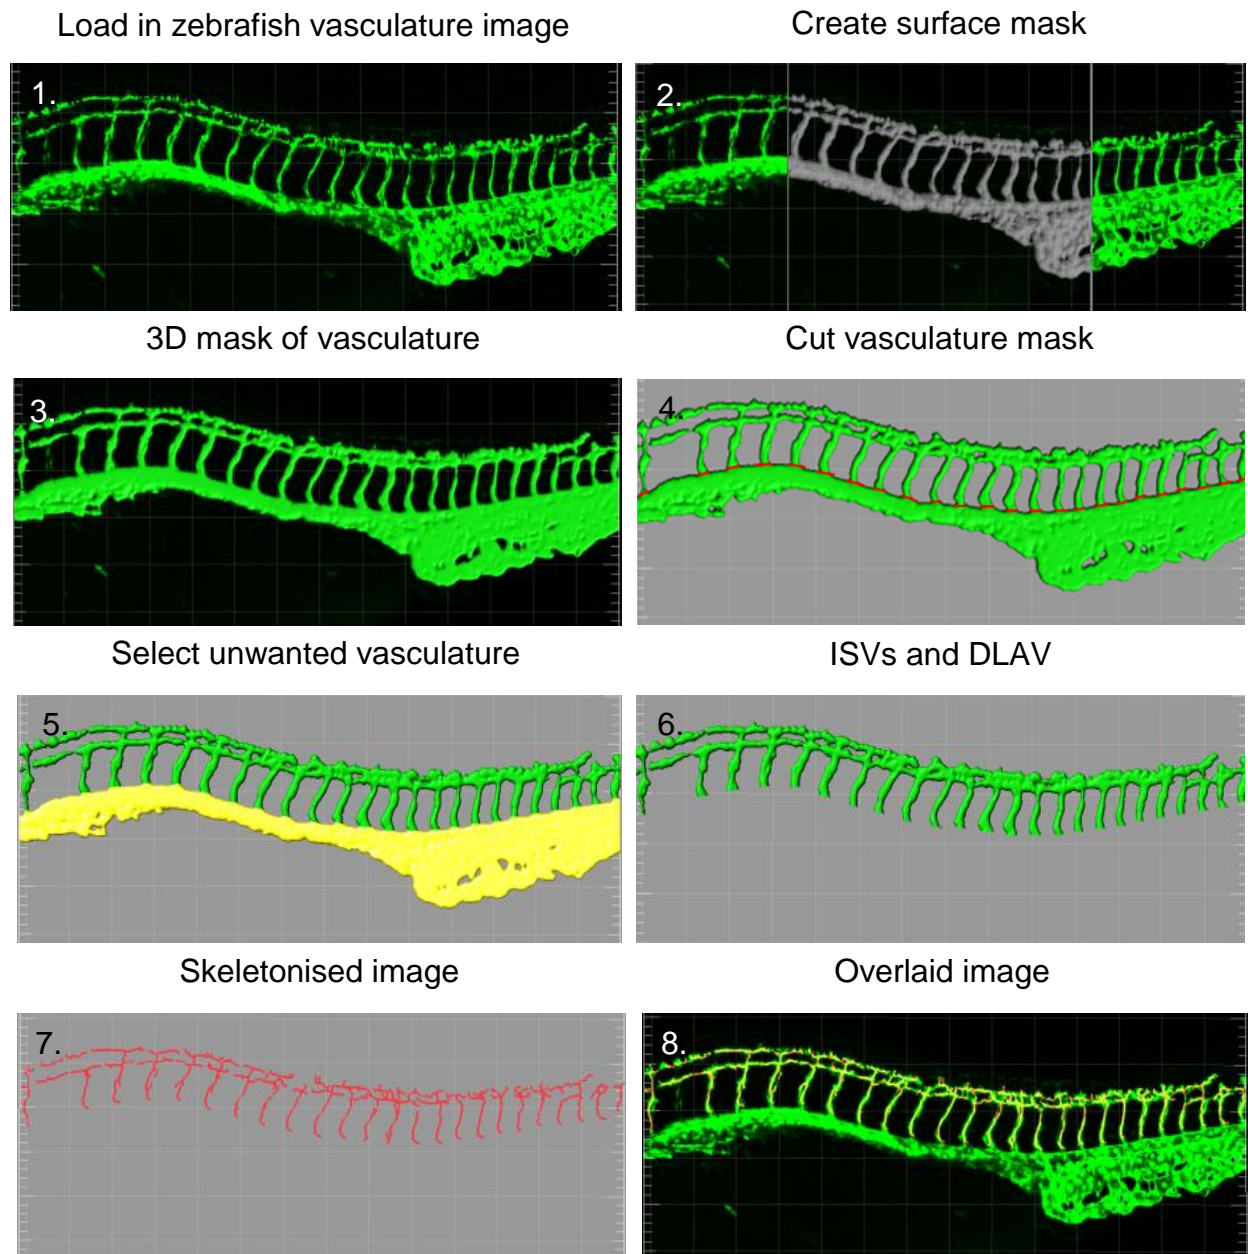 Load in zebrafish vasculature image
Create surface mask
1.
2.
3D mask of vasculature
Cut vasculature mask
3.
4.
Select unwanted vasculature
ISVs and DLAV
5.
6.
Skeletonised image
Overlaid image
7.
8.